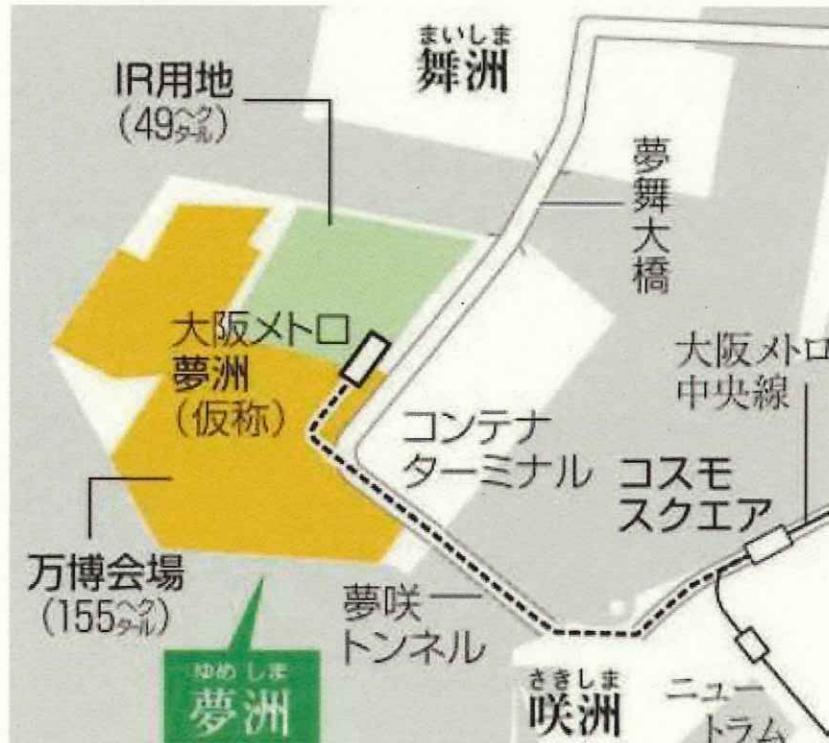 まいしま
舞洲
IR用地
(49ヘクタール)
夢舞大橋
大阪メトロ
夢洲
(仮称)
大阪メトロ
中央線
コンテナ
ターミナル
コスモ
スクエア
万博会場
(155ヘクタール)
夢咲
トンネル
ゆめしま
夢洲
さきしま
咲洲
ニュー
トラム